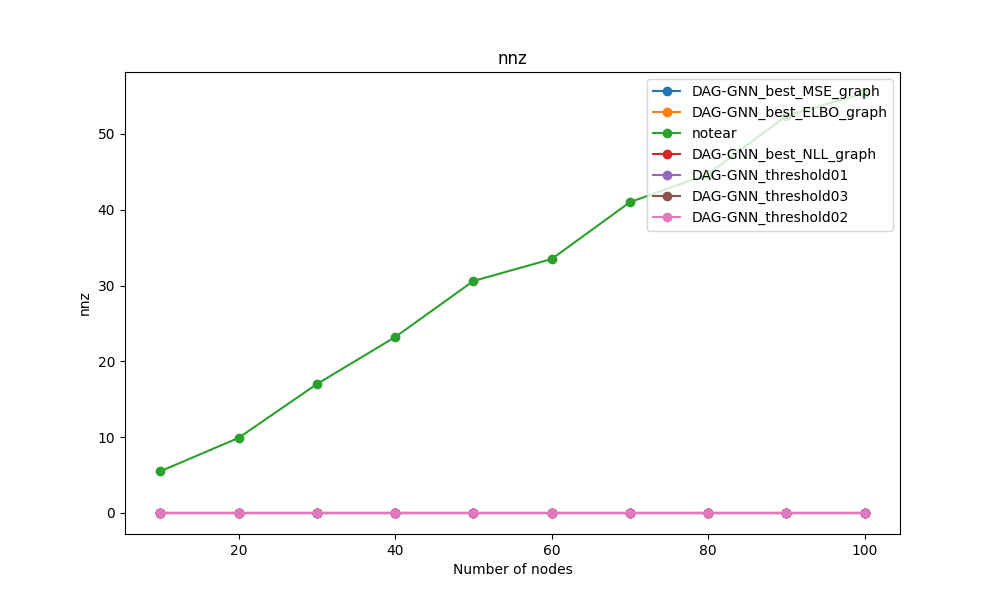 nnz
DAG-GNN_best_MSE_graph
DAG-GNN_best_ELBO_graph
notear
DAG-GNN_best_NLL_graph
DAG-GNN_threshold01
DAG-GNN_threshold03
DAG-GNN_threshold02
nnz
50
40
30
20
10
0
20 40 60 80 100
Number of nodes